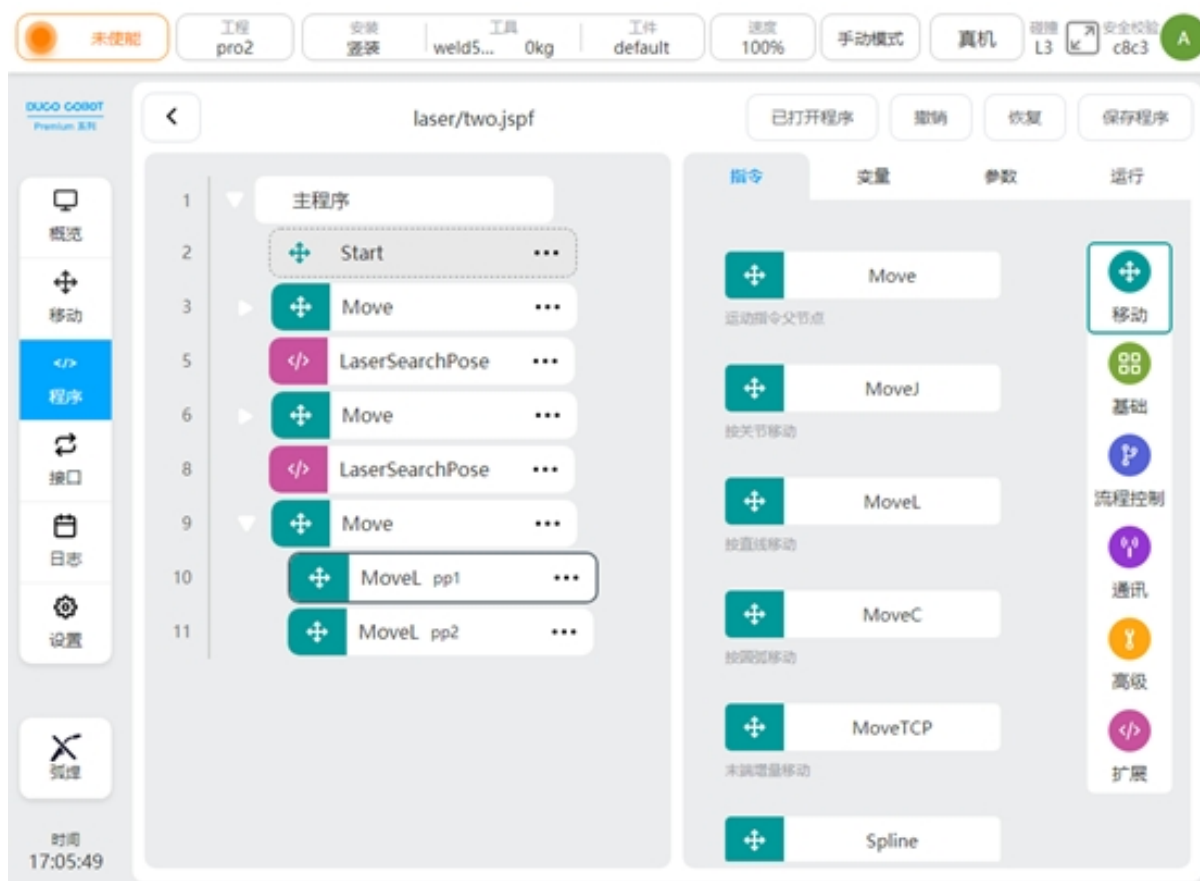 未使能
工程
pro2
安装
竖装
工具
weld5... 0kg
工件
default
速度
100%
手动模式
真机
碰撞
L3
安全校验
c8c3
A
DUCO COBOT
Premium 系列
laser/two.jspf
已打开程序
撤销
恢复
保存程序
概览
移动
程序
接口
日志
设置
弧焊
时间
17:05:49
1 主程序
2 Start ...
3 Move ...
5 LaserSearchPose ...
6 Move ...
8 LaserSearchPose ...
9 Move ...
10 MoveL pp1 ...
11 MoveL pp2 ...
指令 变量 参数 运行
Move
运动指令父节点
MoveJ
按关节移动
MoveL
按直线移动
MoveC
按圆弧移动
MoveTCP
末端增量移动
Spline
移动
基础
流程控制
通讯
高级
扩展